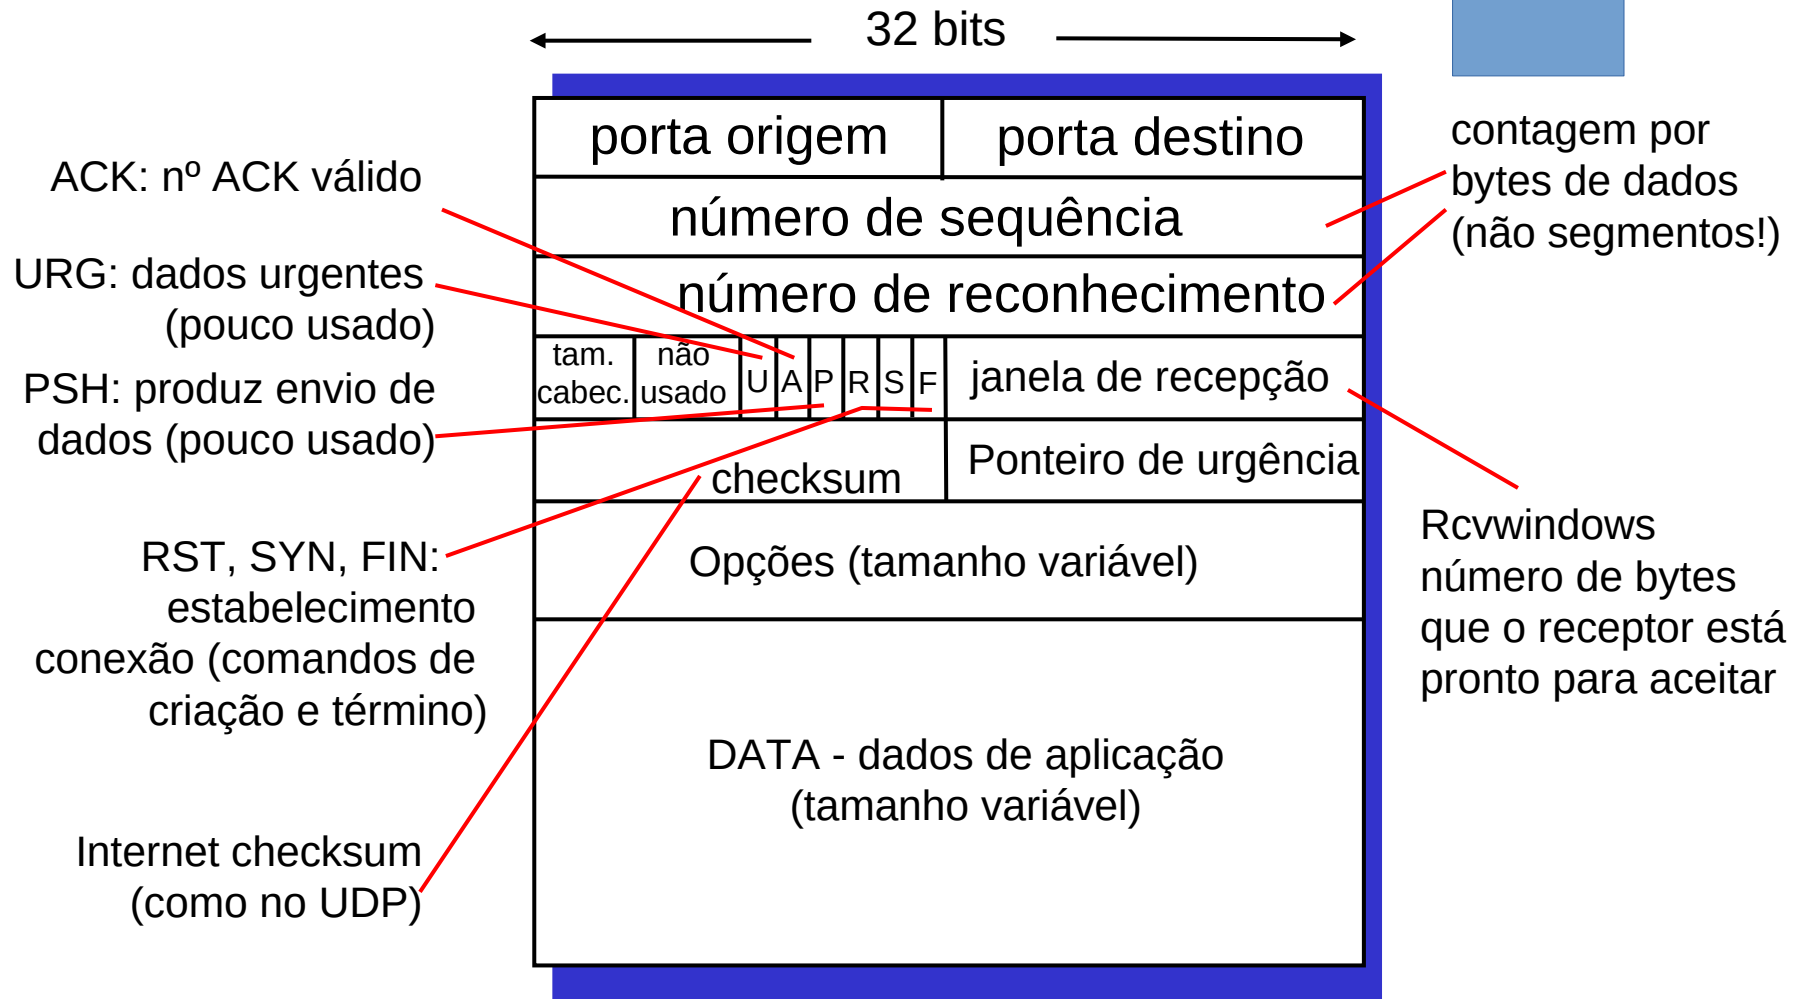 32 bits
porta origem
porta destino
contagem por
bytes de dados
(não segmentos!)
ACK: nº ACK válido
número de sequência
URG: dados urgentes
(pouco usado)
número de reconhecimento
tam.
cabec.
não
usado
U
A
P
R
S
F
janela de recepção
PSH: produz envio de
dados (pouco usado)
checksum
Ponteiro de urgência
RST, SYN, FIN:
estabelecimento
conexão (comandos de
criação e término)
Opções (tamanho variável)
Rcvwindows
número de bytes
que o receptor está
pronto para aceitar
DATA - dados de aplicação
(tamanho variável)
Internet checksum
(como no UDP)